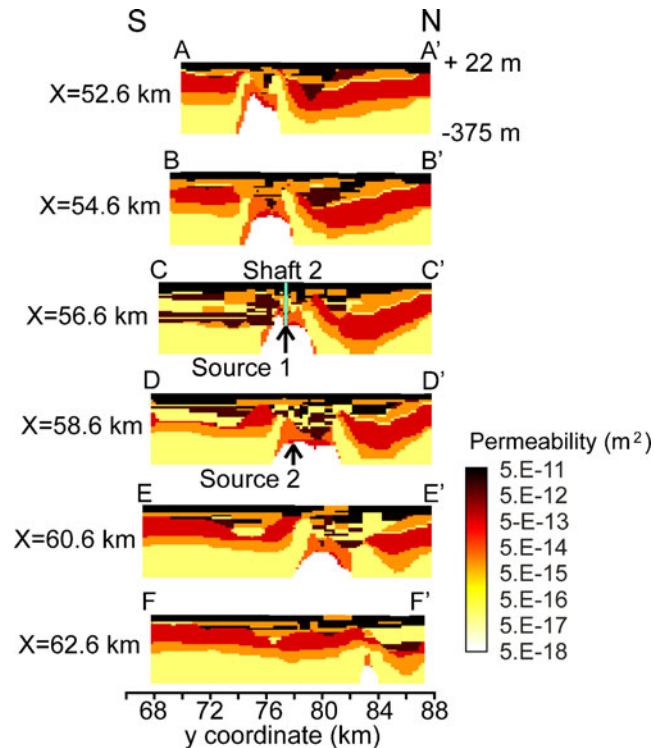 S N
A A'
+ 22 m
X=52.6 km
-375 m
B B'
X=54.6 km
C Shaft 2 C'
X=56.6 km
Source 1
D D'
X=58.6 km
Source 2
Permeability (m²)
5.E-11
5.E-12
5-E-13
5.E-14
5.E-15
5.E-16
5.E-17
5.E-18
E E'
X=60.6 km
F F'
X=62.6 km
68 72 76 80 84 88
y coordinate (km)